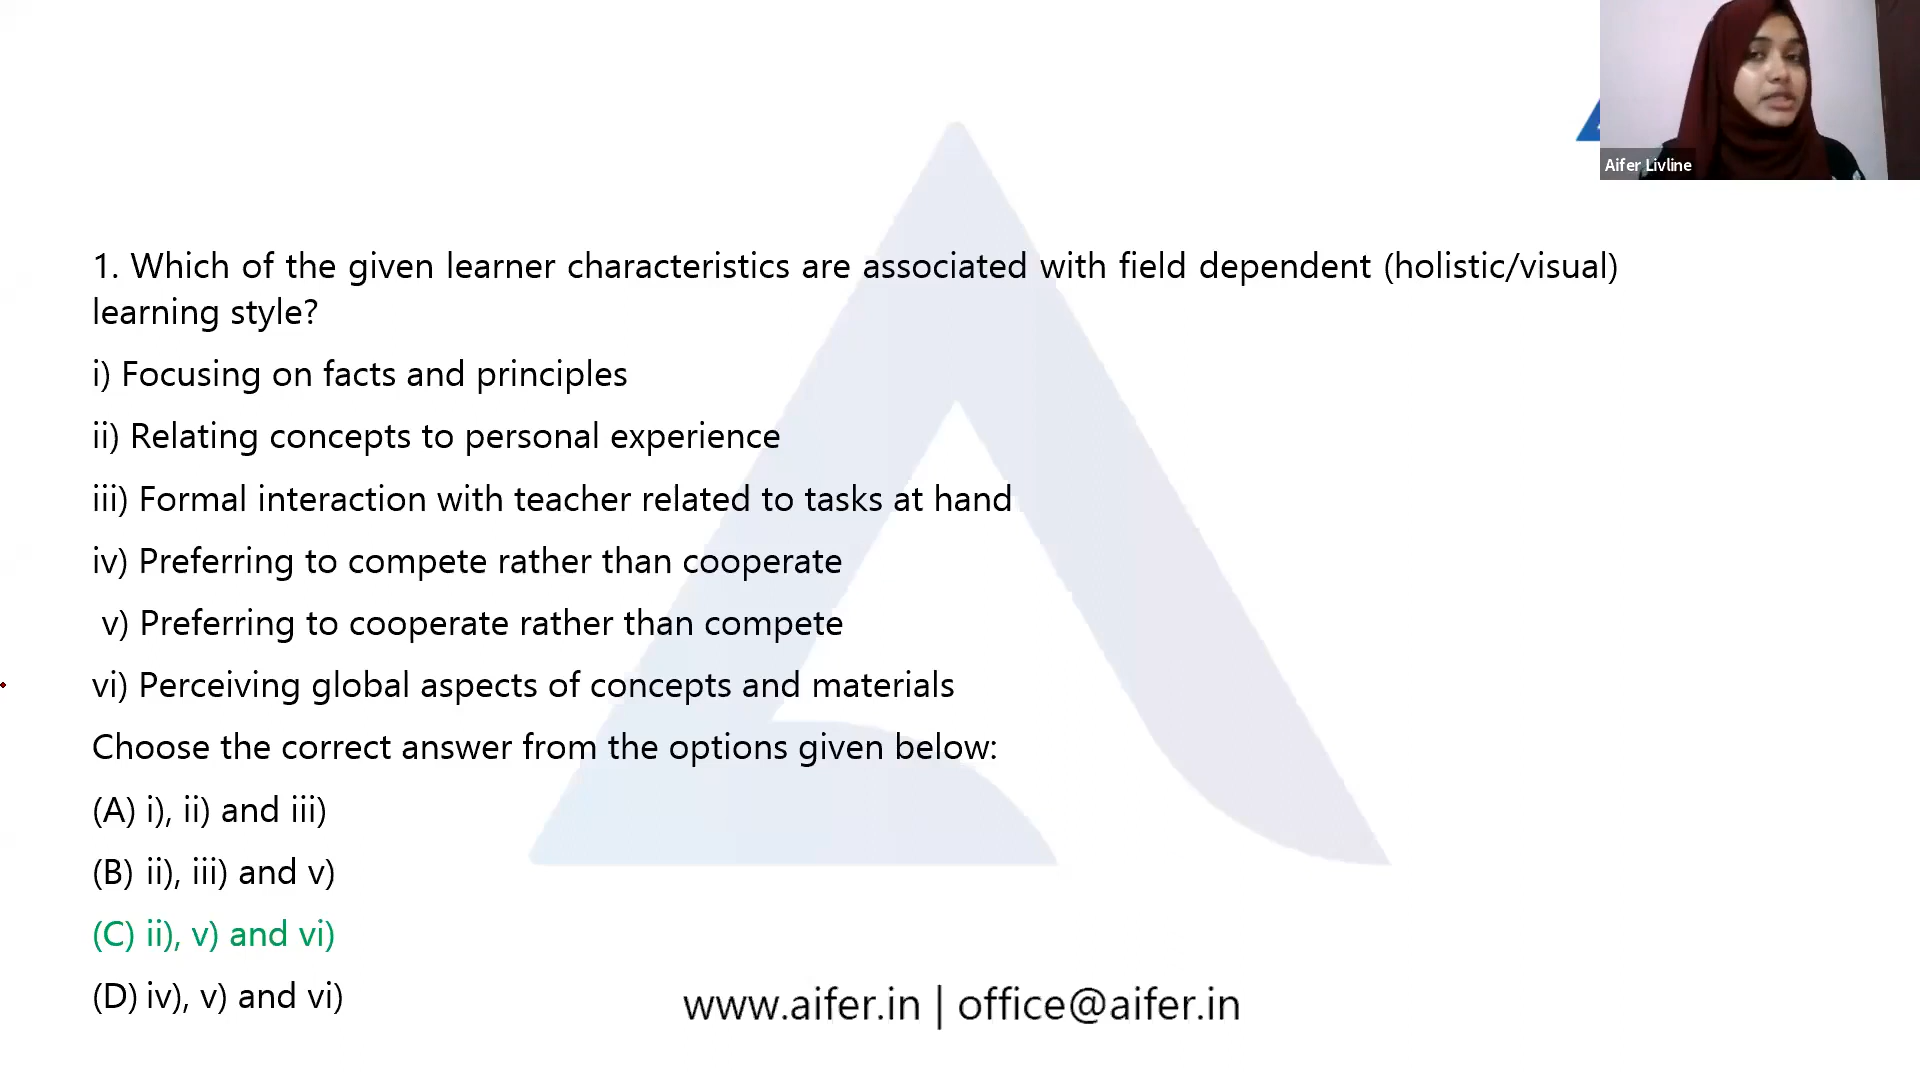 Aifer Livline
1. Which of the given learner characteristics are associated with field dependent (holistic/visual)
learning style?
i) Focusing on facts and principles
ii) Relating concepts to personal experience
iii) Formal interaction with teacher related to tasks at hand
iv) Preferring to compete rather than cooperate
v) Preferring to cooperate rather than compete
vi) Perceiving global aspects of concepts and materials
Choose the correct answer from the options given below:
(A) i), ii) and iii)
(B) ii), iii) and v)
(C) ii), v) and vi)
(D) iv), v) and vi)
www.aifer.in | office@aifer.in